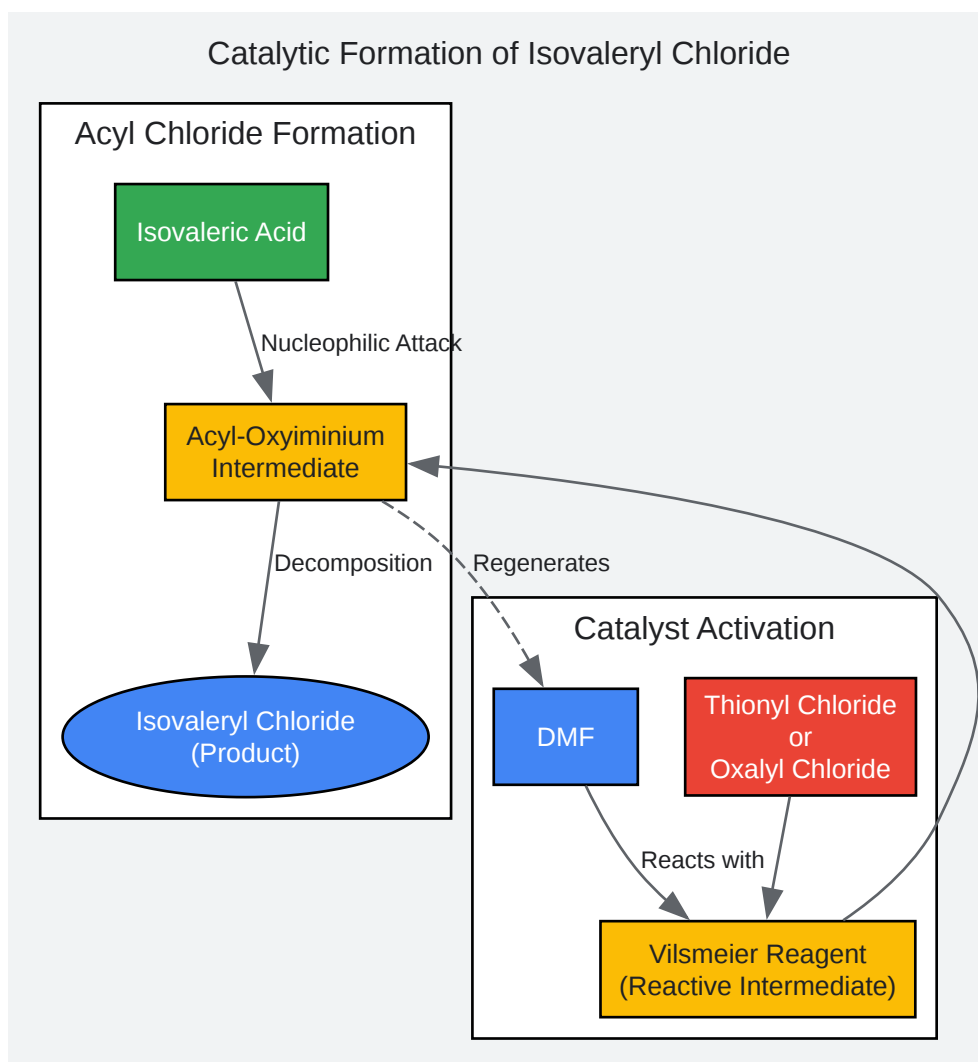 Catalytic Formation of Isovaleryl Chloride
Acyl Chloride Formation
Isovaleric Acid
Nucleophilic Attack
Acyl-Oxyiminium
Intermediate
Decomposition
Regenerates
Isovaleryl Chloride
(Product)
Catalyst Activation
DMF
Thionyl Chloride
or
Oxalyl Chloride
Reacts with
Vilsmeier Reagent
(Reactive Intermediate)